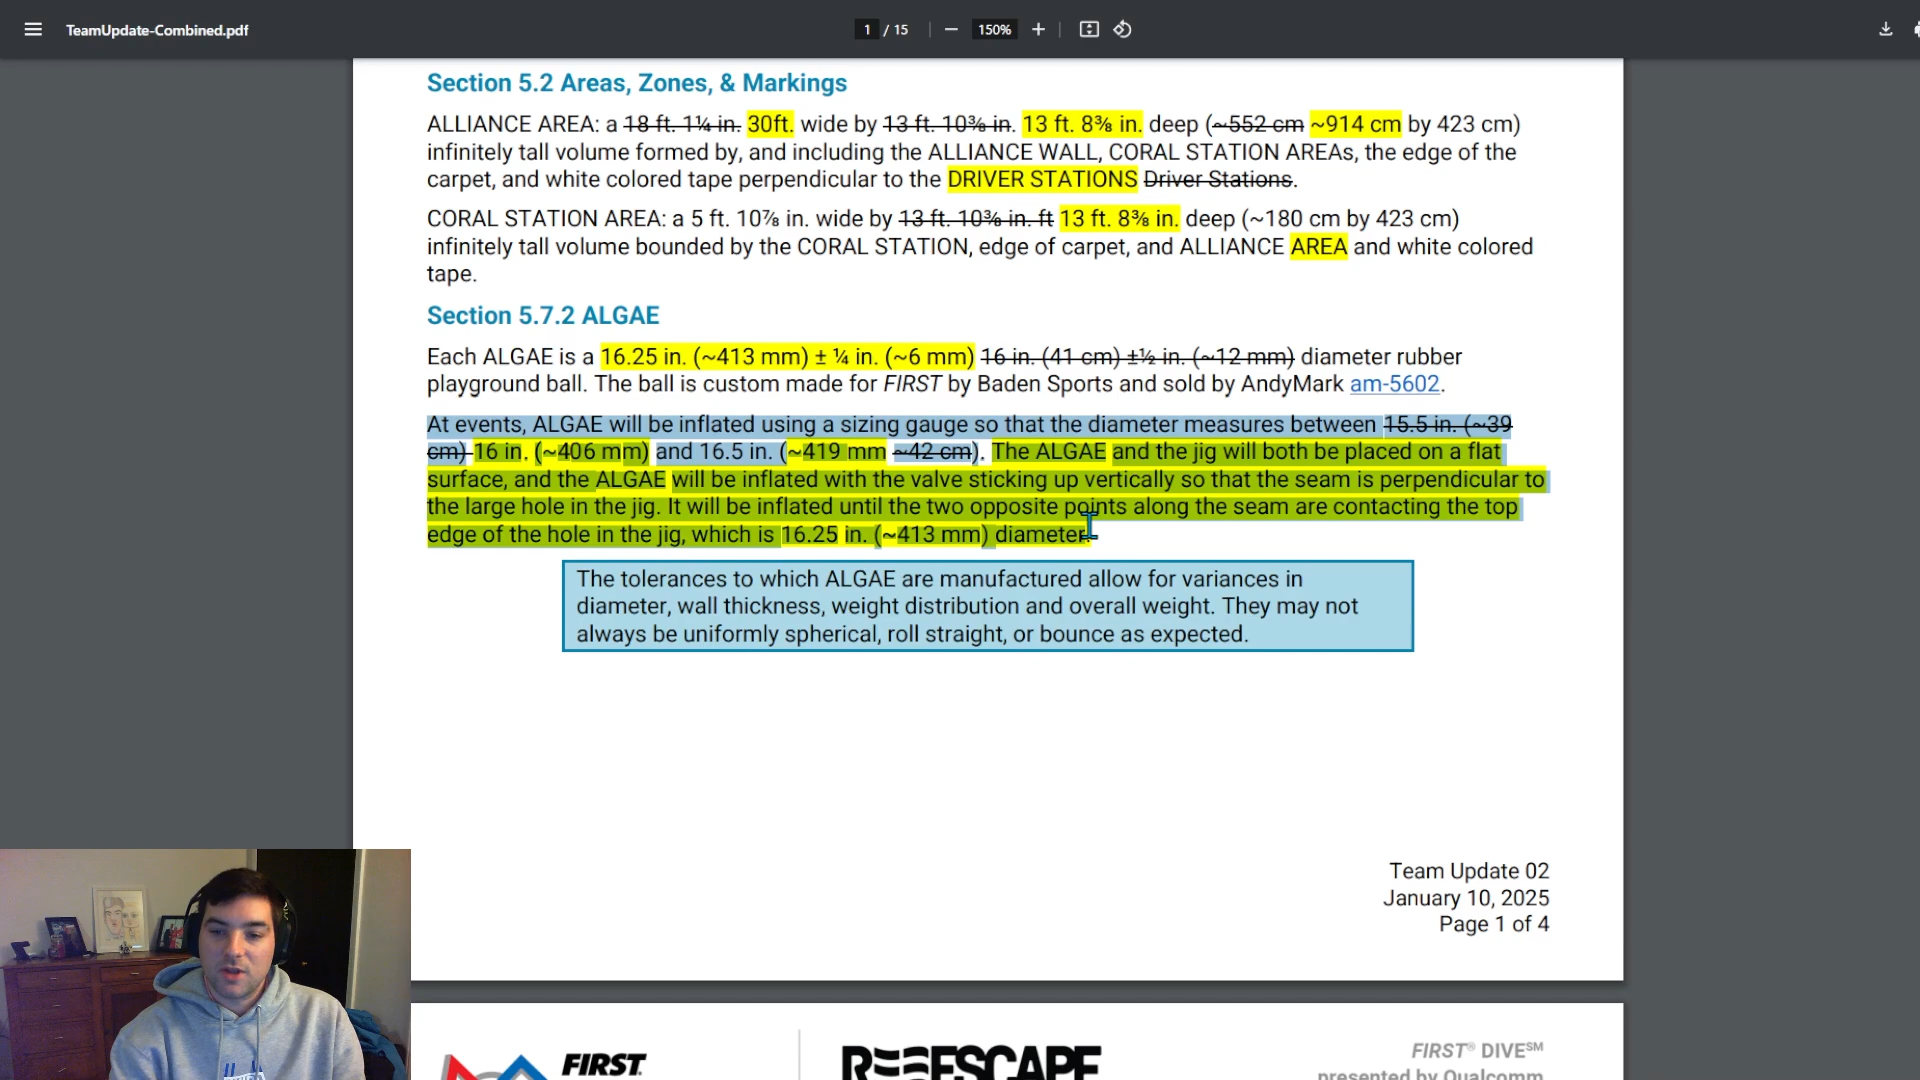 TeamUpdate-Combined.pdf
1 / 15
150%
Section 5.2 Areas, Zones, & Markings
ALLIANCE AREA: a 18 ft. 1¼ in. 30ft. wide by 13 ft. 10⅜ in. 13 ft. 8⅜ in. deep (~552 cm ~914 cm by 423 cm)
infinitely tall volume formed by, and including the ALLIANCE WALL, CORAL STATION AREAs, the edge of the
carpet, and white colored tape perpendicular to the DRIVER STATIONS Driver Stations.
CORAL STATION AREA: a 5 ft. 10⅞ in. wide by 13 ft. 10⅜ in. ft 13 ft. 8⅜ in. deep (~180 cm by 423 cm)
infinitely tall volume bounded by the CORAL STATION, edge of carpet, and ALLIANCE AREA and white colored
tape.
Section 5.7.2 ALGAE
Each ALGAE is a 16.25 in. (~413 mm) ± ¼ in. (~6 mm) 16 in. (41 cm) ±½ in. (~12 mm) diameter rubber
playground ball. The ball is custom made for FIRST by Baden Sports and sold by AndyMark am-5602.
At events, ALGAE will be inflated using a sizing gauge so that the diameter measures between 15.5 in. (~39
cm) 16 in. (~406 mm) and 16.5 in. (~419 mm ~42 cm). The ALGAE and the jig will both be placed on a flat
surface, and the ALGAE will be inflated with the valve sticking up vertically so that the seam is perpendicular to
the large hole in the jig. It will be inflated until the two opposite points along the seam are contacting the top
edge of the hole in the jig, which is 16.25 in. (~413 mm) diameter.
The tolerances to which ALGAE are manufactured allow for variances in
diameter, wall thickness, weight distribution and overall weight. They may not
always be uniformly spherical, roll straight, or bounce as expected.
Team Update 02
January 10, 2025
Page 1 of 4
FIRST
REEFSCAPE
FIRST® DIVE℠
presented by Qualcomm